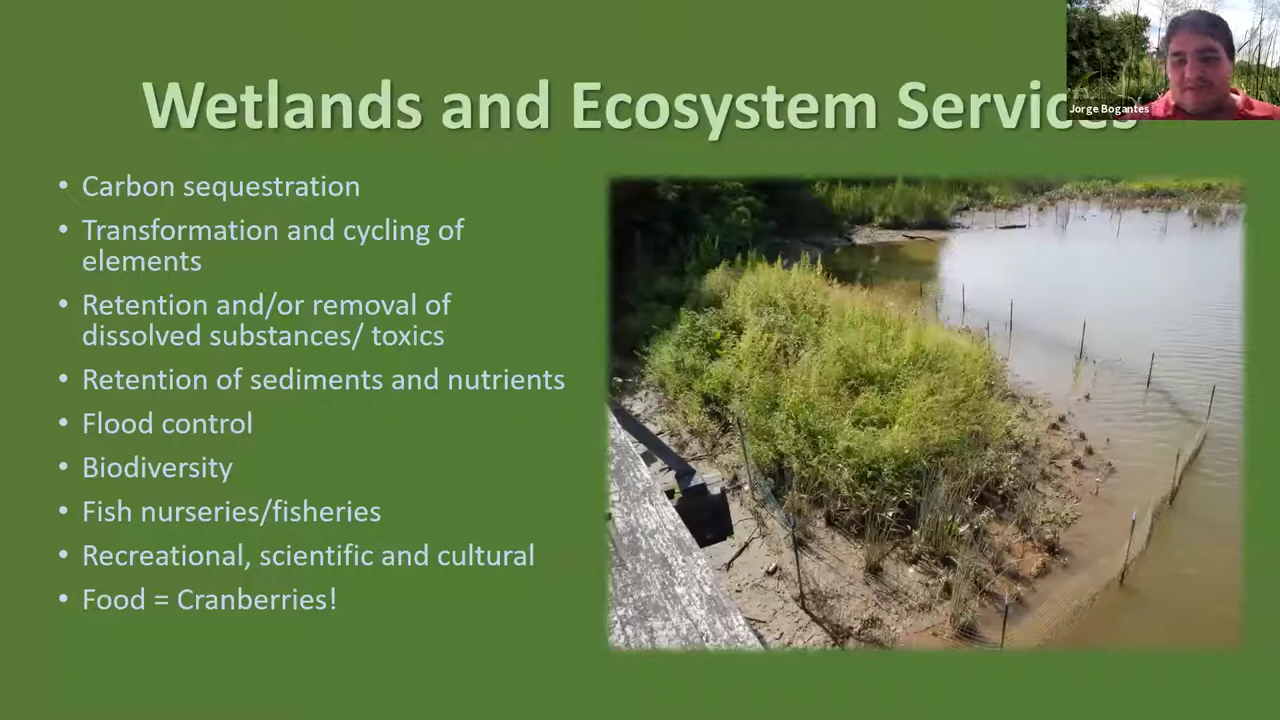 Wetlands and Ecosystem Services
Jorge Bogantes
• Carbon sequestration
• Transformation and cycling of
elements
• Retention and/or removal of
dissolved substances/ toxics
• Retention of sediments and nutrients
• Flood control
• Biodiversity
• Fish nurseries/fisheries
• Recreational, scientific and cultural
• Food = Cranberries!